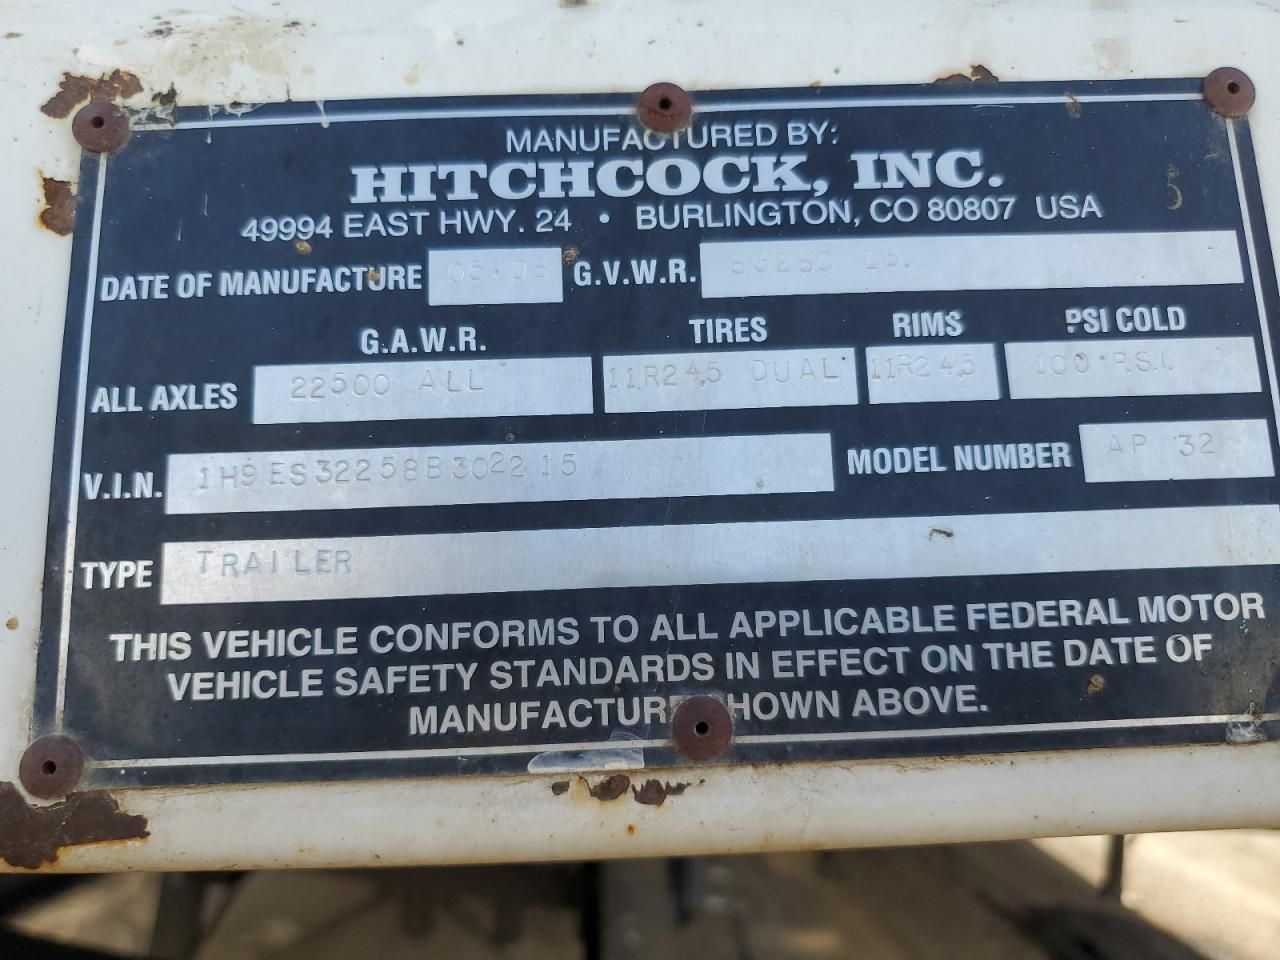 MANUFACTURED BY:
HITCHCOCK, INC.
49994 EAST HWY. 24 • BURLINGTON, CO 80807 USA
DATE OF MANUFACTURE G.V.W.R. LB.
G.A.W.R. TIRES RIMS PSI COLD
ALL AXLES 22500 ALL 11R24.5 DUAL 11R24.5 100 P.S.I.
V.I.N. 1H9ES32258B302215 MODEL NUMBER AP 32
TYPE TRAILER
THIS VEHICLE CONFORMS TO ALL APPLICABLE FEDERAL MOTOR
VEHICLE SAFETY STANDARDS IN EFFECT ON THE DATE OF
MANUFACTURE SHOWN ABOVE.